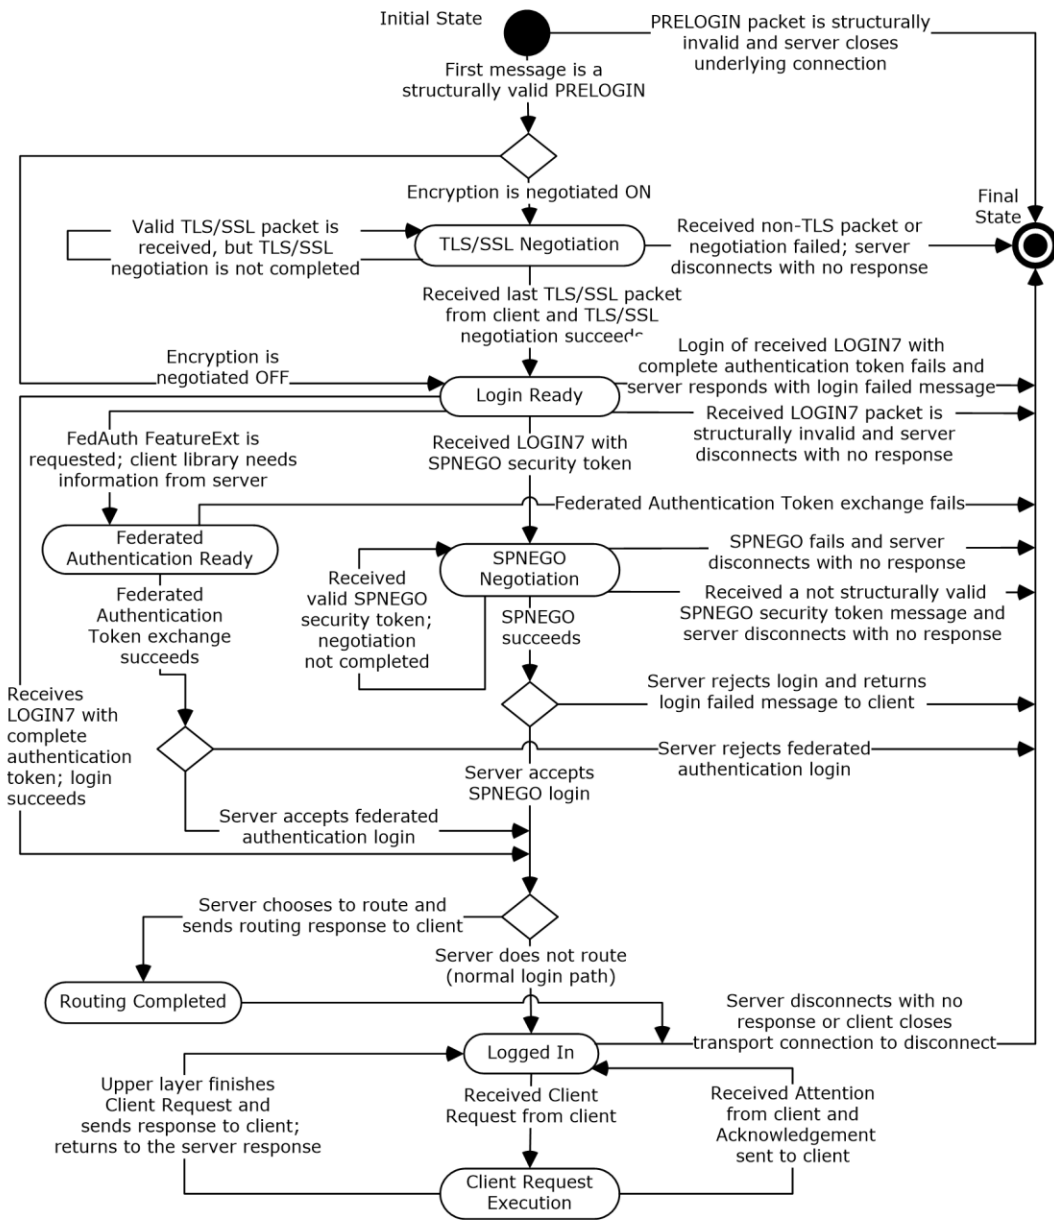 Initial State
PRELOGIN packet is structurally
invalid and server closes
underlying connection
First message is a
structurally valid PRELOGIN
Encryption is negotiated ON
Final
State
Valid TLS/SSL packet is
received, but TLS/SSL
negotiation is not completed
TLS/SSL Negotiation
Received non-TLS packet or
negotiation failed; server
disconnects with no response
Received last TLS/SSL packet
from client and TLS/SSL
negotiation succeeds
Encryption is
negotiated OFF
Login of received LOGIN7 with
complete authentication token fails and
server responds with login failed message
Login Ready
Received LOGIN7 packet is
structurally invalid and server
disconnects with no response
FedAuth FeatureExt is
requested; client library needs
information from server
Received LOGIN7 with
SPNEGO security token
Federated Authentication Token exchange fails
Federated
Authentication Ready
SPNEGO
Negotiation
SPNEGO fails and server
disconnects with no response
Received
valid SPNEGO
security token;
negotiation
not completed
Received a not structurally valid
SPNEGO security token message and
server disconnects with no response
Federated
Authentication
Token exchange
succeeds
SPNEGO
succeeds
Server rejects login and returns
login failed message to client
Receives
LOGIN7 with
complete
authentication
token; login
succeeds
Server rejects federated
authentication login
Server accepts
SPNEGO login
Server accepts federated
authentication login
Server chooses to route and
sends routing response to client
Server does not route
(normal login path)
Routing Completed
Server disconnects with no
response or client closes
transport connection to disconnect
Logged In
Upper layer finishes
Client Request and
sends response to client;
returns to the server response
Received Client
Request from client
Received Attention
from client and
Acknowledgement
sent to client
Client Request
Execution